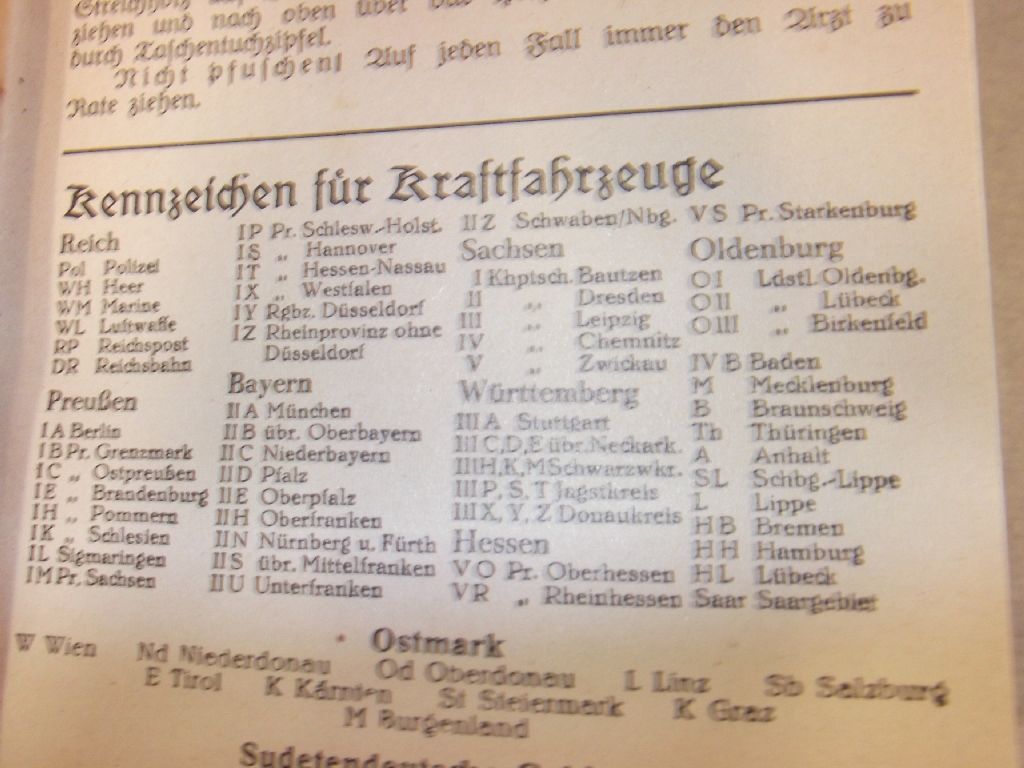 ziehen und nach oben über das
durch Taschentuchzipfel.
Nicht pfuschen! Auf jeden Fall immer den Arzt zu
Rate ziehen.
Kennzeichen für Kraftfahrzeuge
Reich
Pol Polizei
WH Heer
WM Marine
WL Luftwaffe
RP Reichspost
DR Reichsbahn
Preußen
I A Berlin
I B Pr. Grenzmark
I C „ Ostpreußen
I E „ Brandenburg
I H „ Pommern
I K „ Schlesien
I L Sigmaringen
I M Pr. Sachsen
I P Pr. Schlesw.-Holst.
I S „ Hannover
I T „ Hessen-Nassau
I X „ Westfalen
I Y Rgbz. Düsseldorf
I Z Rheinprovinz ohne
Düsseldorf
Bayern
II A München
II B übr. Oberbayern
II C Niederbayern
II D Pfalz
II E Oberpfalz
II H Oberfranken
II N Nürnberg u. Fürth
II S übr. Mittelfranken
II U Unterfranken
II Z Schwaben/Nbg.
Sachsen
I Khptsch. Bautzen
II „ Dresden
III „ Leipzig
IV „ Chemnitz
V „ Zwickau
Württemberg
III A Stuttgart
III C, D, E übr. Neckark.
III H, K, M Schwarzwkr.
III P, S, T Jagstkreis
III X, Y, Z Donaukreis
Hessen
V O Pr. Oberhessen
V R „ Rheinhessen
V S Pr. Starkenburg
Oldenburg
O I Ldstl. Oldenbg.
O II „ Lübeck
O III „ Birkenfeld
IV B Baden
M Mecklenburg
B Braunschweig
Th Thüringen
A Anhalt
SL Schbg.-Lippe
L Lippe
HB Bremen
HH Hamburg
HL Lübeck
Saar Saargebiet
Ostmark
W Wien Nd Niederdonau Od Oberdonau L Linz Sb Salzburg
E Tirol K Kärnten St Steiermark K Graz
M Burgenland